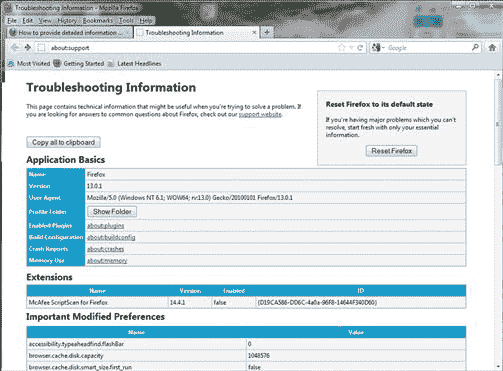 Troubleshooting Information - Mozilla Firefox
File Edit View History Bookmarks Tools Help
How to provide detailed information ...
Troubleshooting Information
about:support
Google
Most Visited Getting Started Latest Headlines
Troubleshooting Information
This page contains technical information that might be useful when you're trying to solve a problem. If
you are looking for answers to common questions about Firefox, check out our support website.
Reset Firefox to its default state
If you're having major problems which you can't
resolve, start fresh with only your essential
information.
Reset Firefox
Copy all to clipboard
Application Basics
Name Firefox
Version 13.0.1
User Agent Mozilla/5.0 (Windows NT 6.1; WOW64; rv:13.0) Gecko/20100101 Firefox/13.0.1
Profile Folder Show Folder
Enabled Plugins about:plugins
Build Configuration about:buildconfig
Crash Reports about:crashes
Memory Use about:memory
Extensions
Name Version Enabled ID
McAfee ScriptScan for Firefox 14.4.1 false {D19CA586-DD6C-4a0a-96F8-14644F340D60}
Important Modified Preferences
Name Value
accessibility.typeaheadfind.flashBar 0
browser.cache.disk.capacity 1048576
browser.cache.disk.smart_size.first_run false